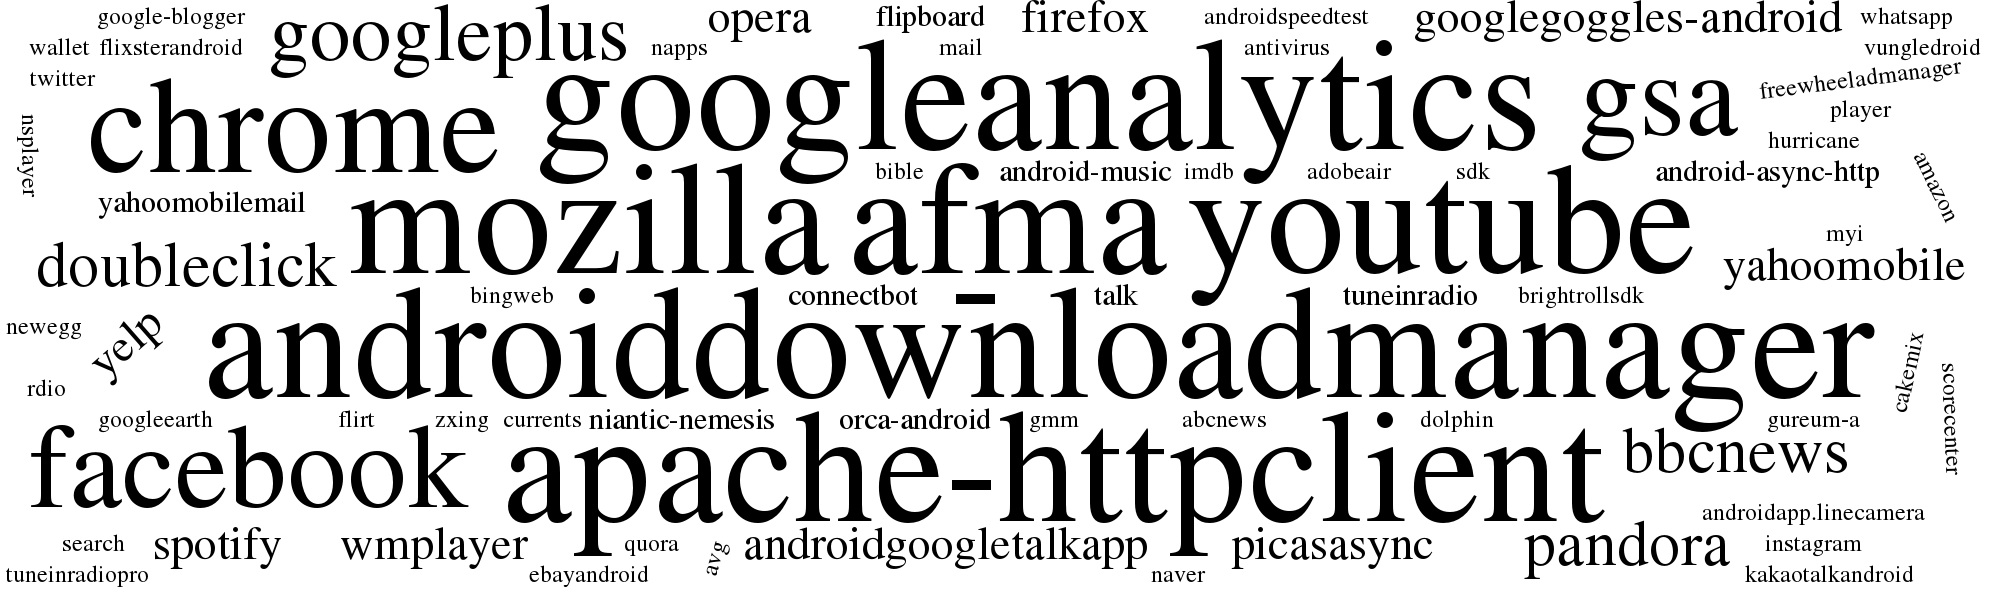 google-blogger googleplus opera flipboard firefox androidspeedtest googlegoggles-android whatsapp
wallet flixsterandroid napps mail antivirus vungledroid
twitter chrome googleanalytics gsa freewheeladmanager
player
nsplayer hurricane
bible android-music imdb adobeair sdk android-async-http amazon
yahoomobilemail mozilla afma youtube
myi
doubleclick yahoomobile
bingweb connectbot talk tuneinradio brightrollsdk
newegg yelp android-downloadmanager cakemix
rdio scorecenter
googleearth flirt zxing currents niantic-nemesis orca-android gmm abcnews dolphin gureum-a
facebook apache-httpclient bbcnews
androidapp.linecamera
search spotify wmplayer quora avg androidgoogletalkapp picasasync pandora instagram
tuneinradiopro ebayandroid naver kakaotalkandroid